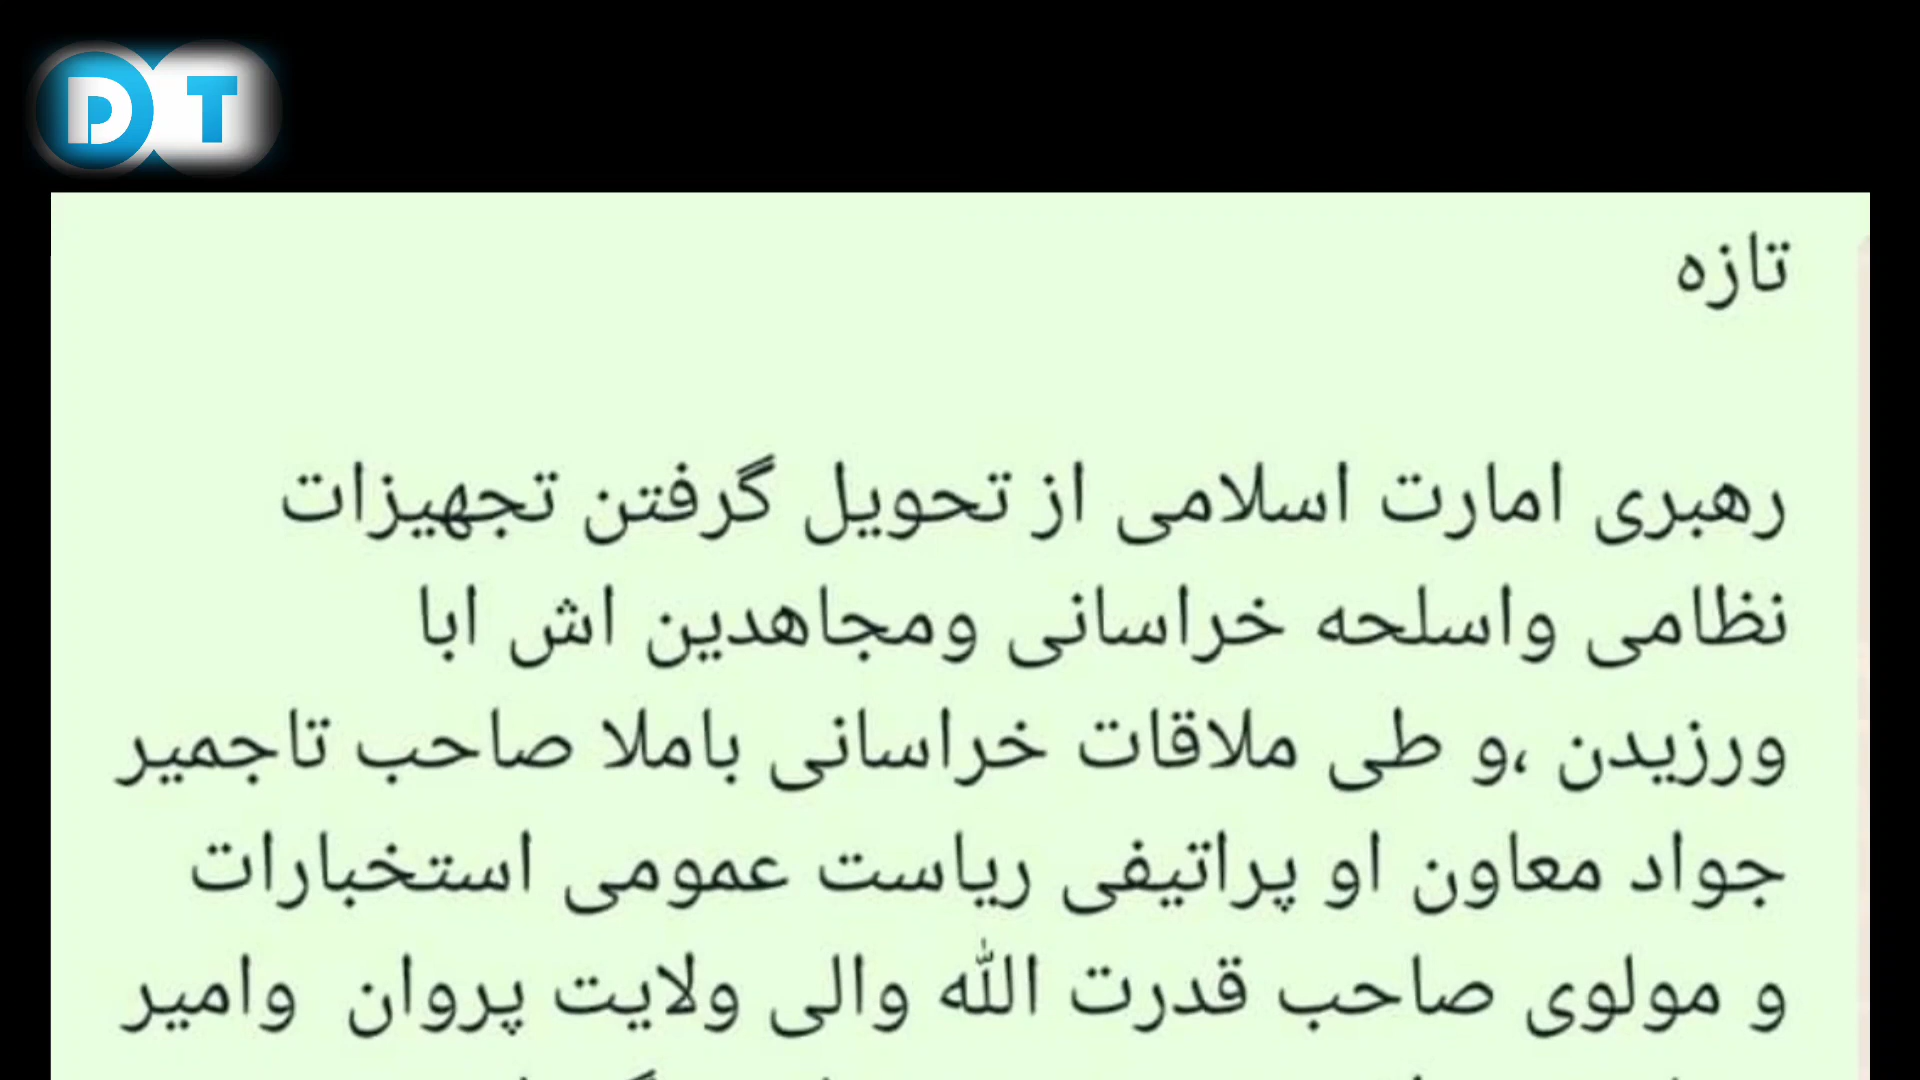 DT
تازه
رهبری امارت اسلامی از تحویل گرفتن تجهیزات
نظامی واسلحه خراسانی ومجاهدین اش ابا
ورزیدن ،و طی ملاقات خراسانی باملا صاحب تاجمیر
جواد معاون او پراتیفی ریاست عمومی استخبارات
و مولوی صاحب قدرت الله والی ولایت پروان وامیر